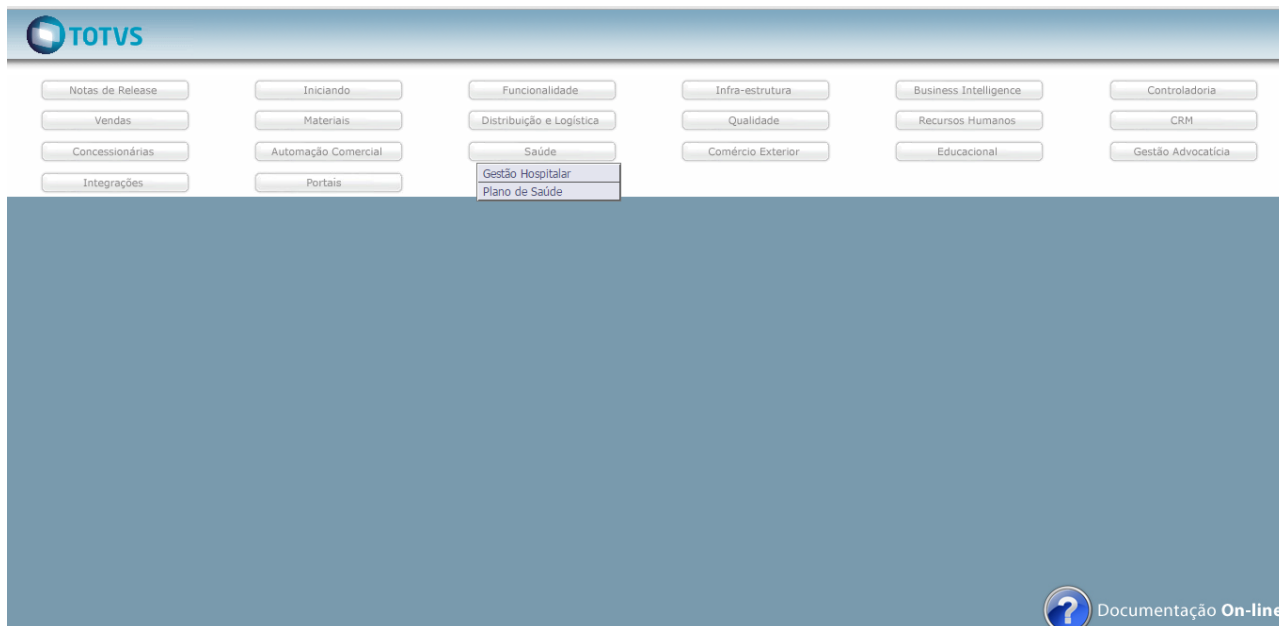 TOTVS
Notas de Release Iniciando Funcionalidade Infra-estrutura Business Intelligence Controladoria
Vendas Materiais Distribuição e Logística Qualidade Recursos Humanos CRM
Concessionárias Automação Comercial Saúde Comércio Exterior Educacional Gestão Advocatícia
Integrações Portais
Gestão Hospitalar
Plano de Saúde
? Documentação On-line